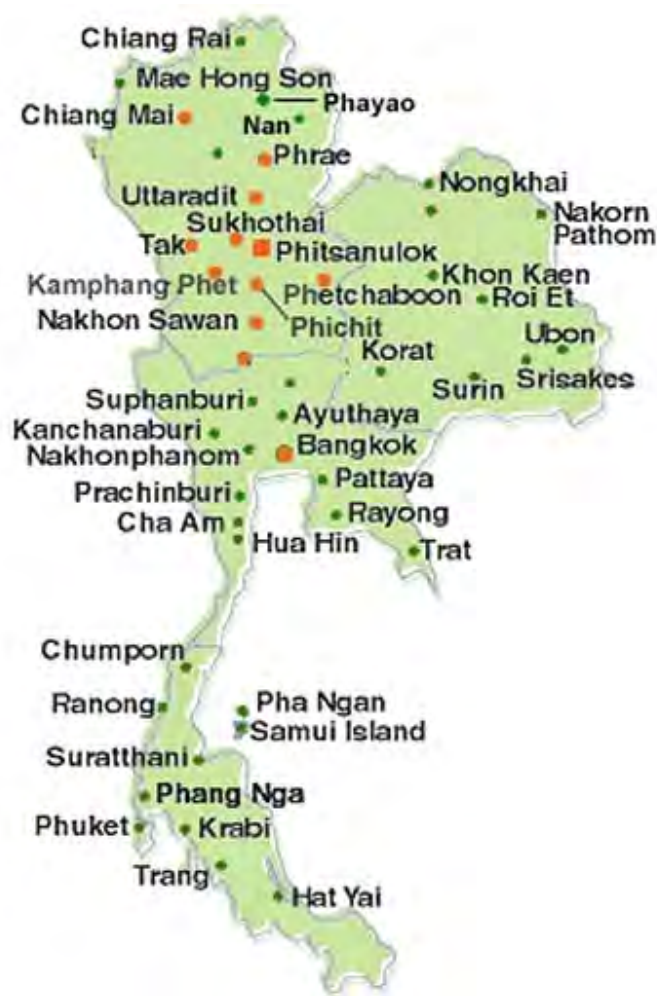 Chiang Rai
Mae Hong Son
Phayao
Chiang Mai
Nan
Phrae
Nongkhai
Uttaradit
Nakorn
Pathom
Sukhothai
Tak
Phitsanulok
Khon Kaen
Kamphang Phet
Phetchaboon
Roi Et
Nakhon Sawan
Phichit
Ubon
Korat
Srisakes
Surin
Suphanburi
Ayuthaya
Kanchanaburi
Bangkok
Nakhonphanom
Pattaya
Prachinburi
Rayong
Cha Am
Hua Hin
Trat
Chumporn
Ranong
Pha Ngan
Samui Island
Suratthani
Phang Nga
Phuket
Krabi
Trang
Hat Yai